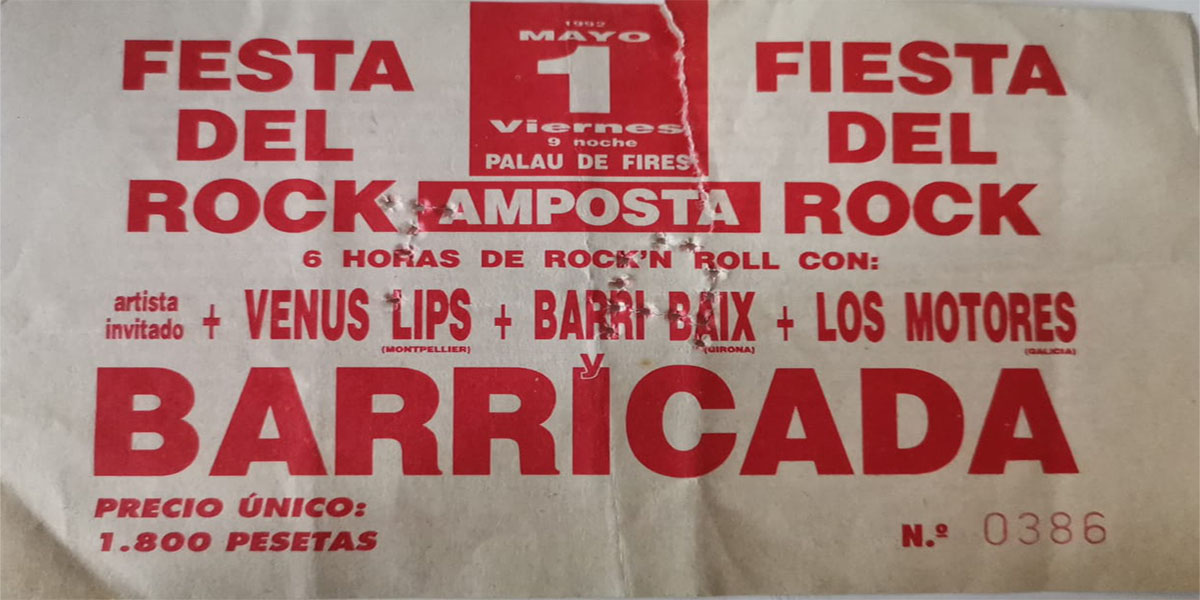 FESTA
DEL
ROCK
1992
MAYO
1
Viernes
9 noche
PALAU DE FIRES
AMPOSTA
FIESTA
DEL
ROCK
6 HORAS DE ROCK'N ROLL CON:
artista
invitado + VENUS LIPS + BARRI BAIX + LOS MOTORES
(MONTPELLIER) (GIRONA) (GALICIA)
y
BARRICADA
PRECIO ÚNICO:
1.800 PESETAS
N.º 0386